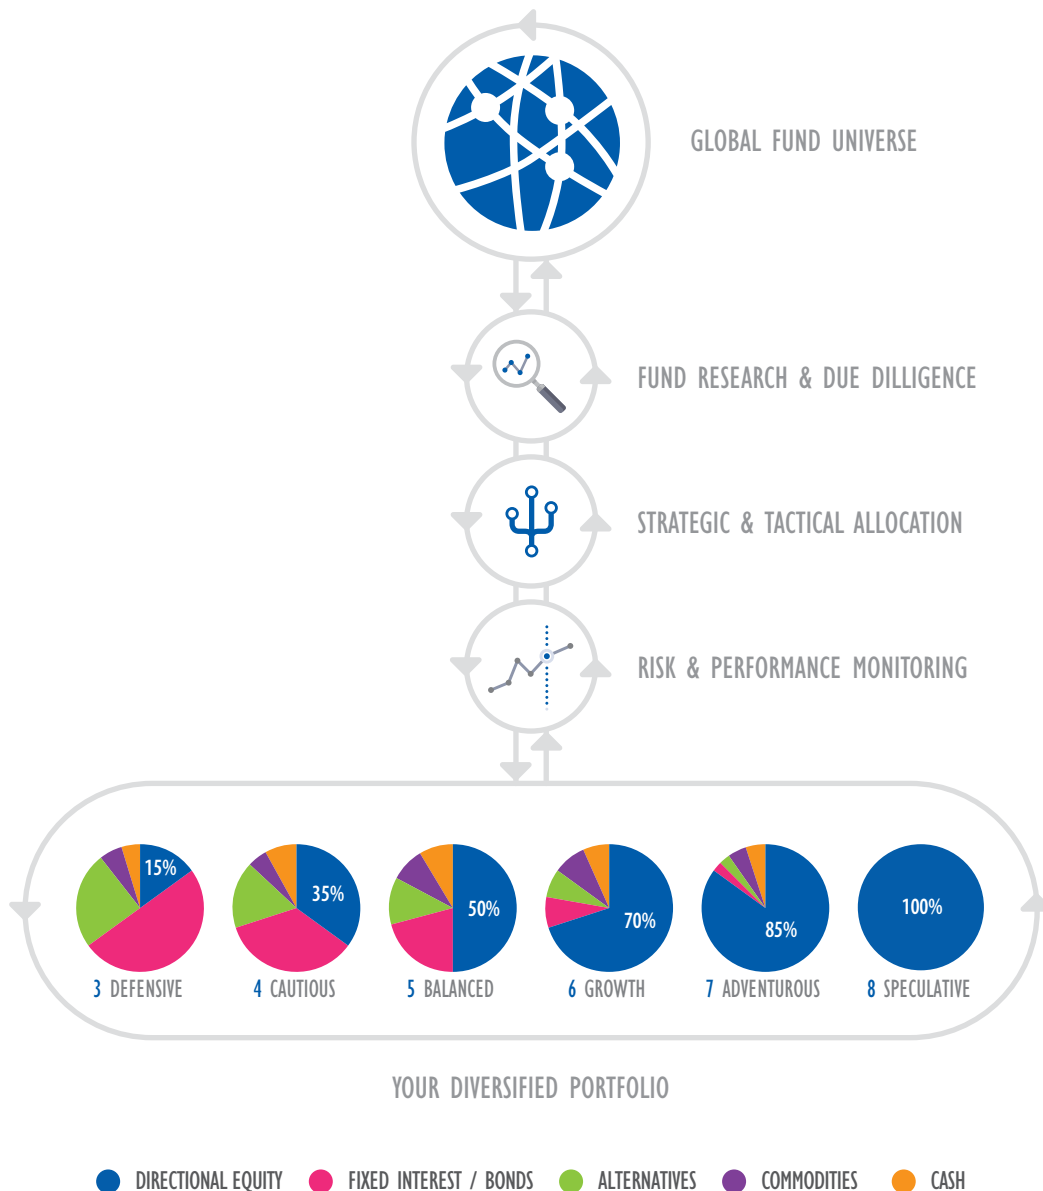 GLOBAL FUND UNIVERSE
FUND RESEARCH & DUE DILLIGENCE
STRATEGIC & TACTICAL ALLOCATION
RISK & PERFORMANCE MONITORING
15% 35% 50% 70% 85% 100%
3 DEFENSIVE 4 CAUTIOUS 5 BALANCED 6 GROWTH 7 ADVENTUROUS 8 SPECULATIVE
YOUR DIVERSIFIED PORTFOLIO
DIRECTIONAL EQUITY FIXED INTEREST / BONDS ALTERNATIVES COMMODITIES CASH